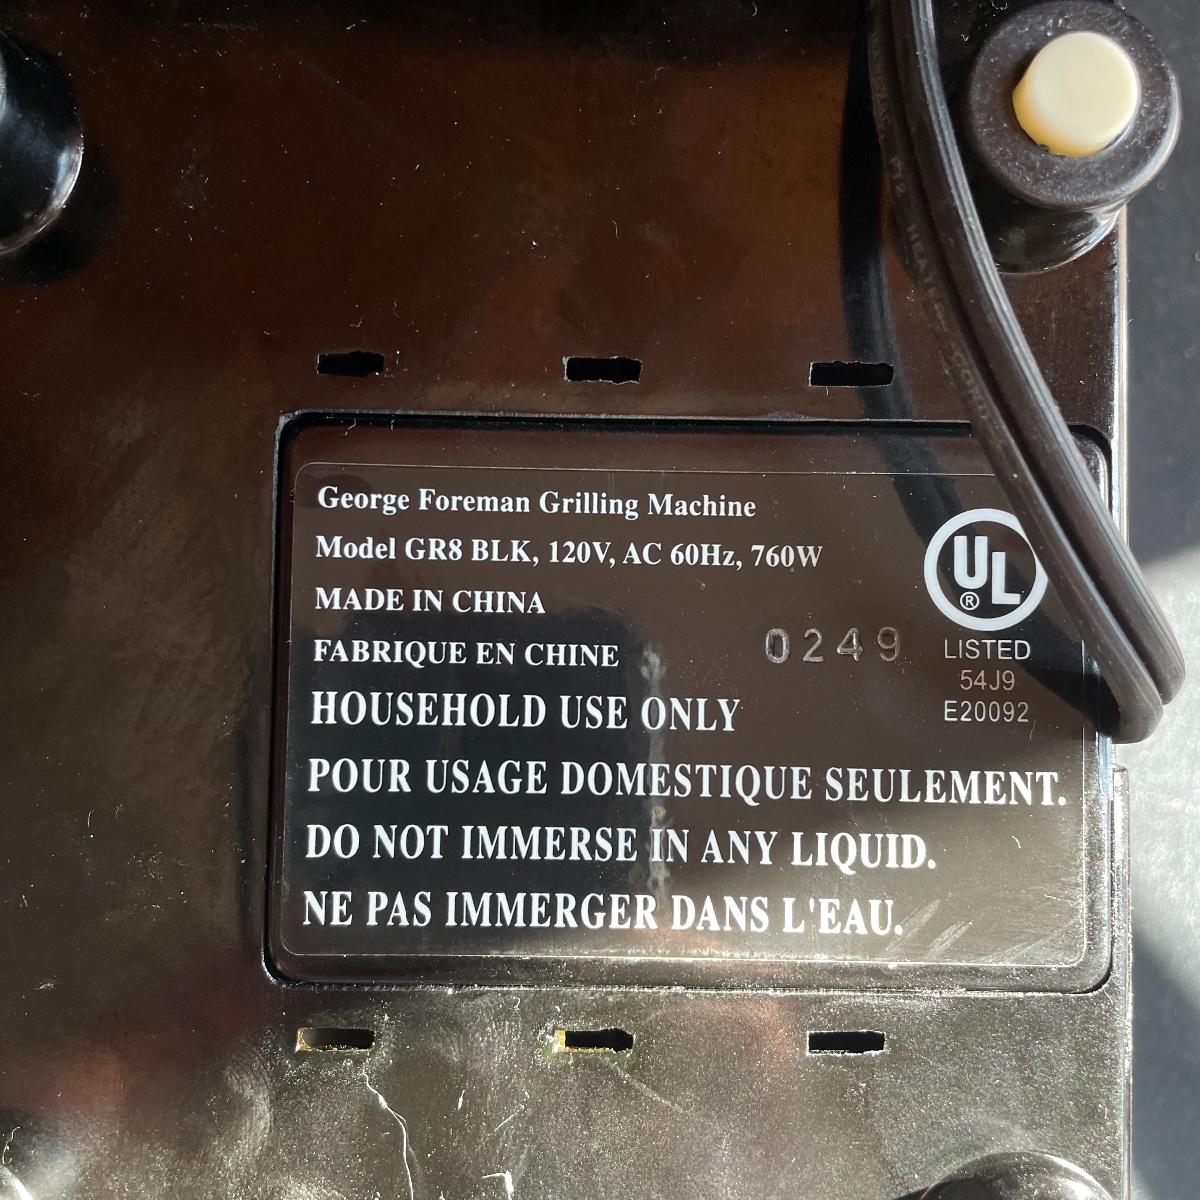 HEATER CORD
George Foreman Grilling Machine
Model GR8 BLK, 120V, AC 60Hz, 760W
MADE IN CHINA
FABRIQUE EN CHINE
0249
HOUSEHOLD USE ONLY
POUR USAGE DOMESTIQUE SEULEMENT.
DO NOT IMMERSE IN ANY LIQUID.
NE PAS IMMERGER DANS L'EAU.
UL
®
LISTED
54J9
E20092